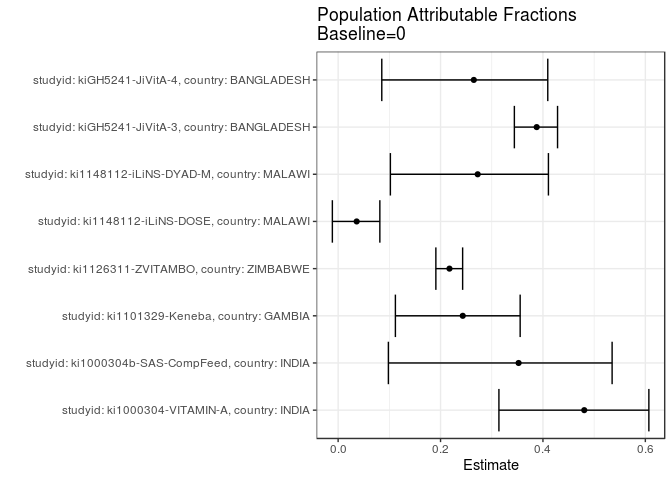 Population Attributable Fractions
Baseline=0
studyid: kiGH5241-JiVitA-4, country: BANGLADESH
studyid: kiGH5241-JiVitA-3, country: BANGLADESH
studyid: ki1148112-iLiNS-DYAD-M, country: MALAWI
studyid: ki1148112-iLiNS-DOSE, country: MALAWI
studyid: ki1126311-ZVITAMBO, country: ZIMBABWE
studyid: ki1101329-Keneba, country: GAMBIA
studyid: ki1000304b-SAS-CompFeed, country: INDIA
studyid: ki1000304-VITAMIN-A, country: INDIA
0.0 0.2 0.4 0.6
Estimate